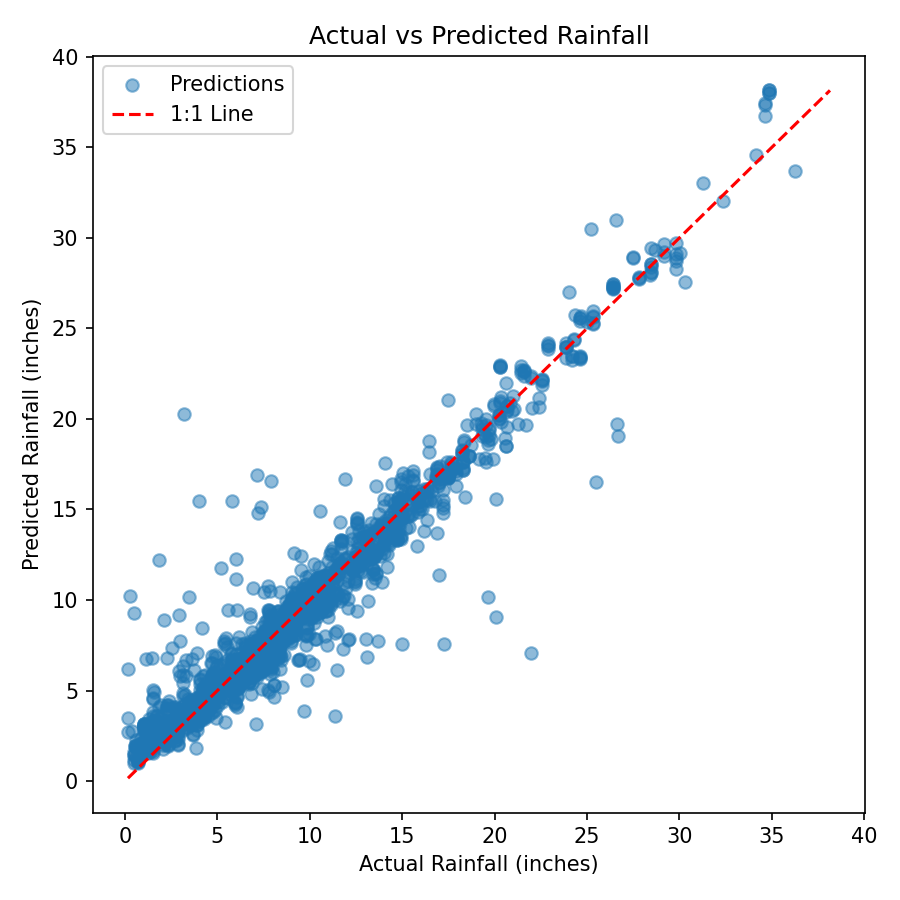 Actual vs Predicted Rainfall
Predictions
1:1 Line
Predicted Rainfall (inches)
40
35
30
25
20
15
10
5
0
0 5 10 15 20 25 30 35 40
Actual Rainfall (inches)